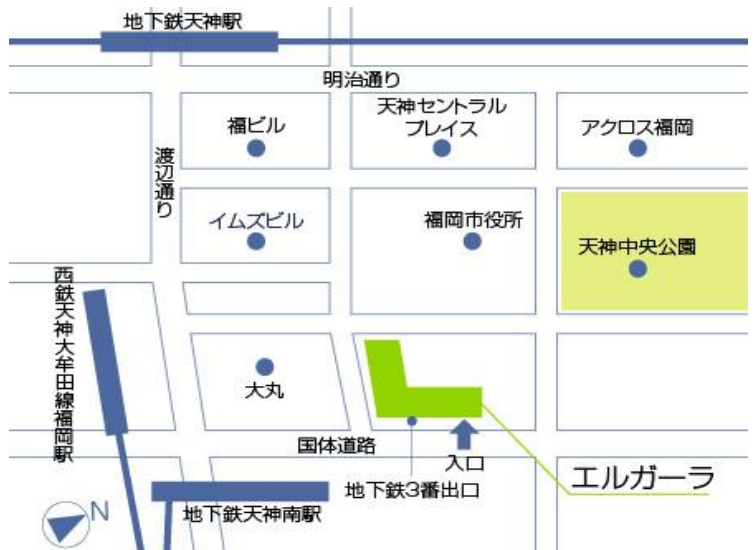 地下鉄天神駅
明治通り
福ビル
天神セントラル
プレイス
アクロス福岡
渡辺通り
イムズビル
福岡市役所
天神中央公園
西鉄天神大牟田線福岡駅
大丸
国体道路
入口
エルガーラ
地下鉄3番出口
地下鉄天神南駅
N